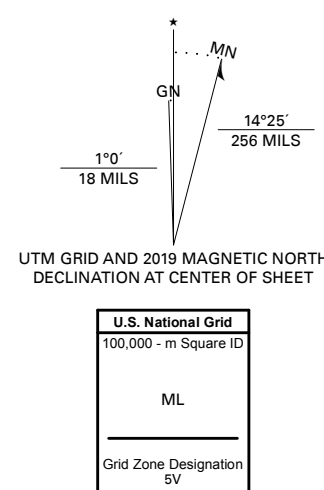 ★
MN
GN
14°25´
256 MILS
1°0´
18 MILS
UTM GRID AND 2019 MAGNETIC NORTH
DECLINATION AT CENTER OF SHEET
U.S. National Grid
100,000 - m Square ID
ML
Grid Zone Designation
5V